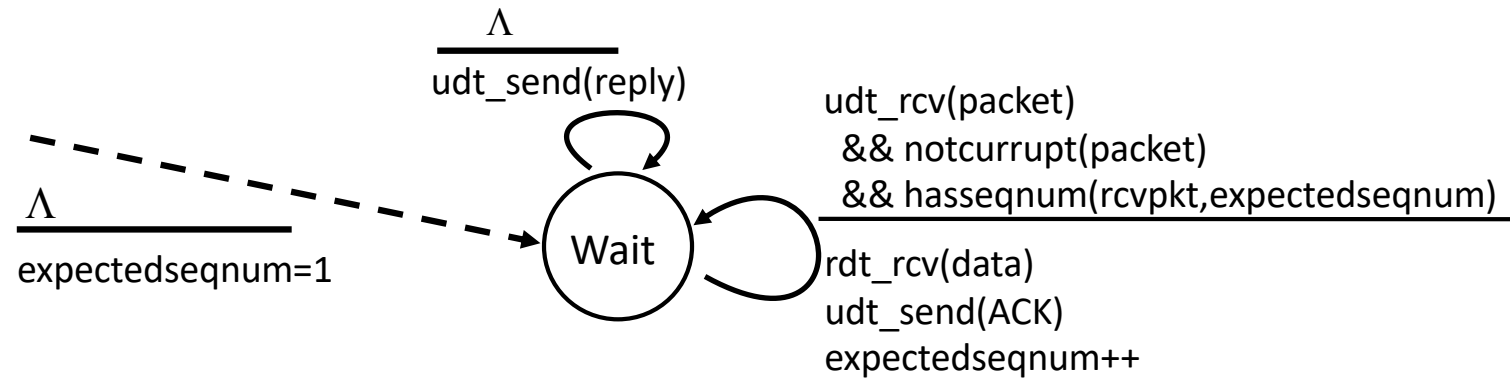 Λ
udt_send(reply)
udt_rcv(packet)
&& notcurrupt(packet)
&& hasseqnum(rcvpkt,expectedseqnum)
Λ
expectedseqnum=1
Wait
rdt_rcv(data)
udt_send(ACK)
expectedseqnum++